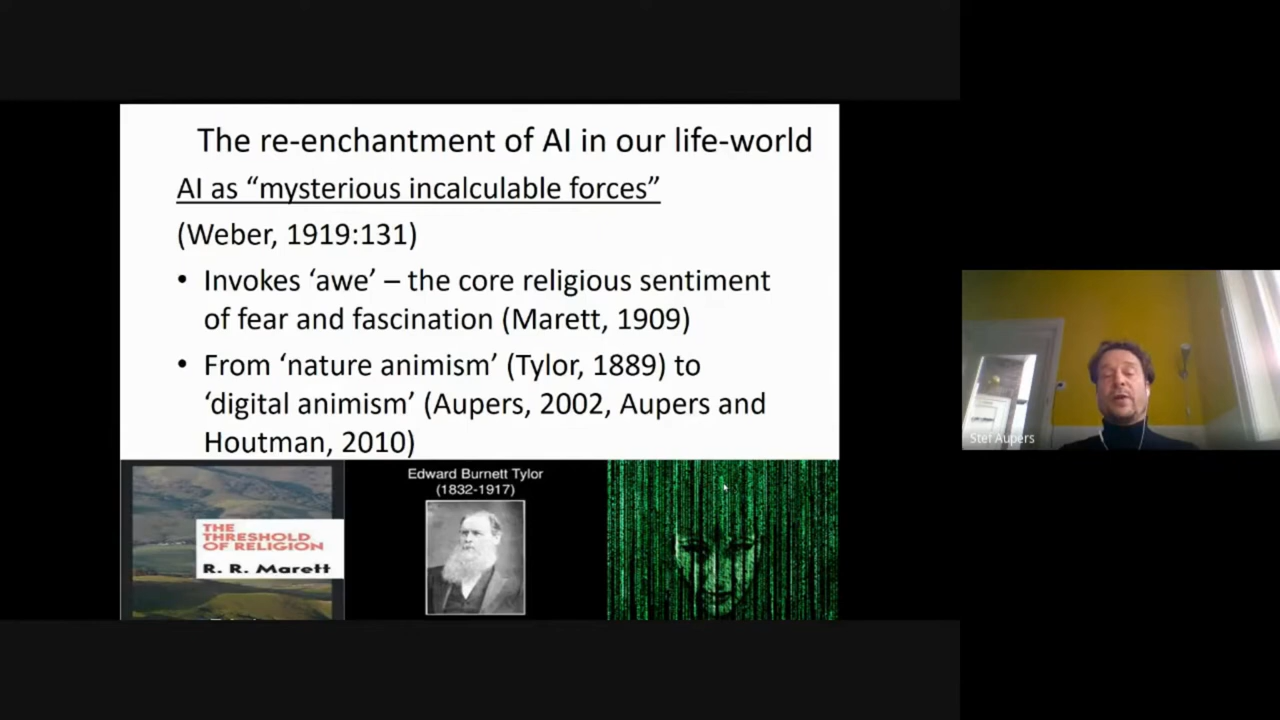 The re-enchantment of AI in our life-world
AI as “mysterious incalculable forces”
(Weber, 1919:131)
• Invokes ‘awe’ – the core religious sentiment
of fear and fascination (Marett, 1909)
• From ‘nature animism’ (Tylor, 1889) to
‘digital animism’ (Aupers, 2002, Aupers and
Houtman, 2010)
THE
THRESHOLD
OF RELIGION
R. R. Marett
Edward Burnett Tylor
(1832-1917)
Stef Aupers